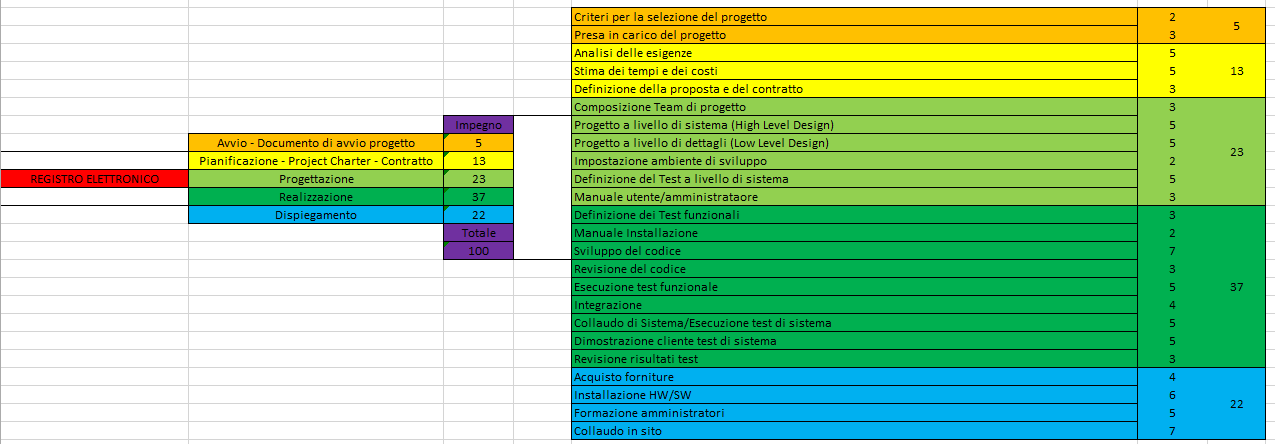 Criteri per la selezione del progetto 2
5
Presa in carico del progetto 3
Analisi delle esigenze 5
Stima dei tempi e dei costi 5 13
Definizione della proposta e del contratto 3
Composizione Team di progetto 3
Impegno Progetto a livello di sistema (High Level Design) 5
Avvio - Documento di avvio progetto 5 Progetto a livello di dettagli (Low Level Design) 5
23
Pianificazione - Project Charter - Contratto 13 Impostazione ambiente di sviluppo 2
REGISTRO ELETTRONICO Progettazione 23 Definizione del Test a livello di sistema 5
Realizzazione 37 Manuale utente/amministrataore 3
Dispiegamento 22 Definizione dei Test funzionali 3
Totale Manuale Installazione 2
100 Sviluppo del codice 7
Revisione del codice 3
Esecuzione test funzionale 5 37
Integrazione 4
Collaudo di Sistema/Esecuzione test di sistema 5
Dimostrazione cliente test di sistema 5
Revisione risultati test 3
Acquisto forniture 4
Installazione HW/SW 6
22
Formazione amministratori 5
Collaudo in sito 7